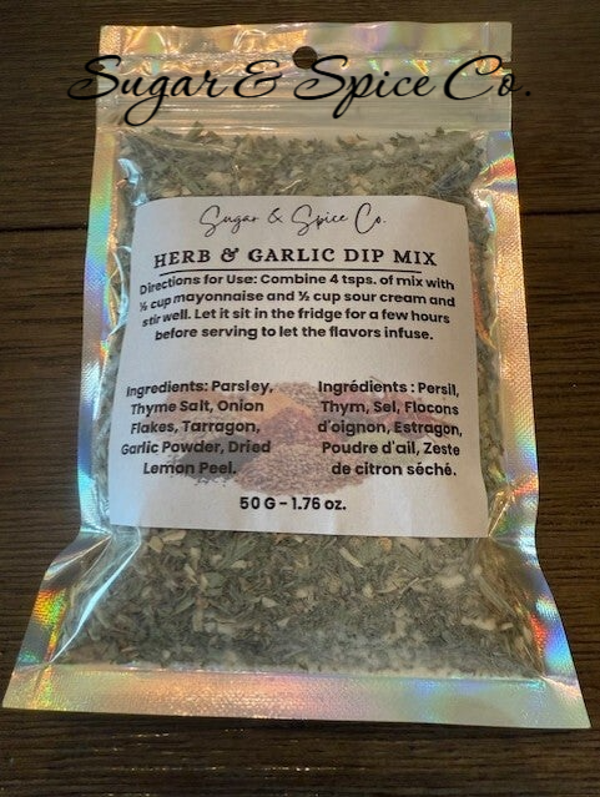 Sugar & Spice Co.
Sugar & Spice Co.
HERB & GARLIC DIP MIX
Directions for Use: Combine 4 tsps. of mix with
½ cup mayonnaise and ½ cup sour cream and
stir well. Let it sit in the fridge for a few hours
before serving to let the flavors infuse.
Ingredients: Parsley,
Thyme Salt, Onion
Flakes, Tarragon,
Garlic Powder, Dried
Lemon Peel.
Ingrédients : Persil,
Thym, Sel, Flocons
d'oignon, Estragon,
Poudre d'ail, Zeste
de citron séché.
50 G - 1.76 oz.